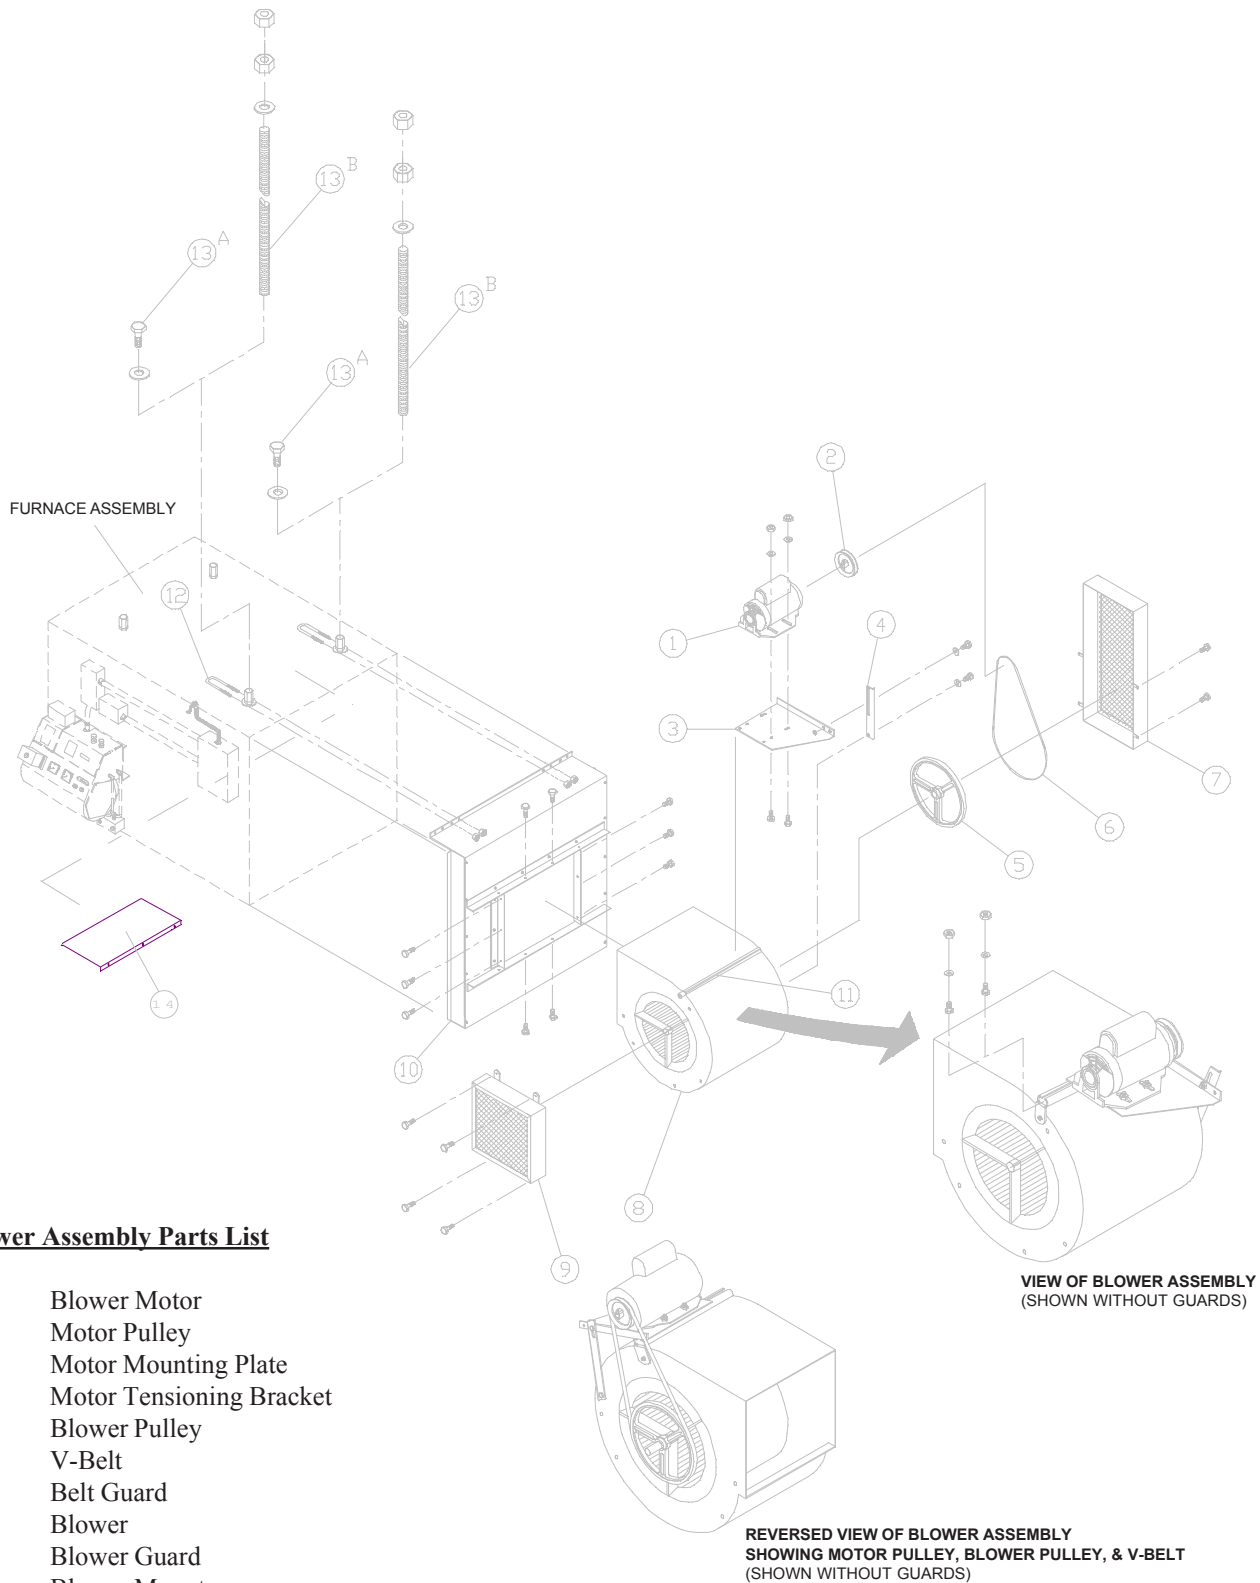 B
13
A
13
B
13
A
13
2
FURNACE ASSEMBLY
12
4
1
3
7
6
5
14
11
10
8
9
VIEW OF BLOWER ASSEMBLY
(SHOWN WITHOUT GUARDS)
Assembly Parts List
Blower Motor
Motor Pulley
Motor Mounting Plate
Motor Tensioning Bracket
Blower Pulley
V-Belt
Belt Guard
Blower
Blower Guard
REVERSED VIEW OF BLOWER ASSEMBLY
SHOWING MOTOR PULLEY, BLOWER PULLEY, & V-BELT
(SHOWN WITHOUT GUARDS)